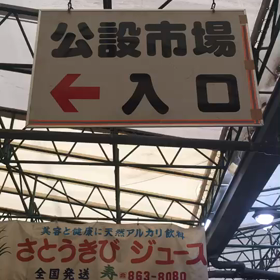 公設市場
← 入口
美容と健康に天然アルカリ飲料
さとうきび ジュース
全国発送 寿 ☎863-8080